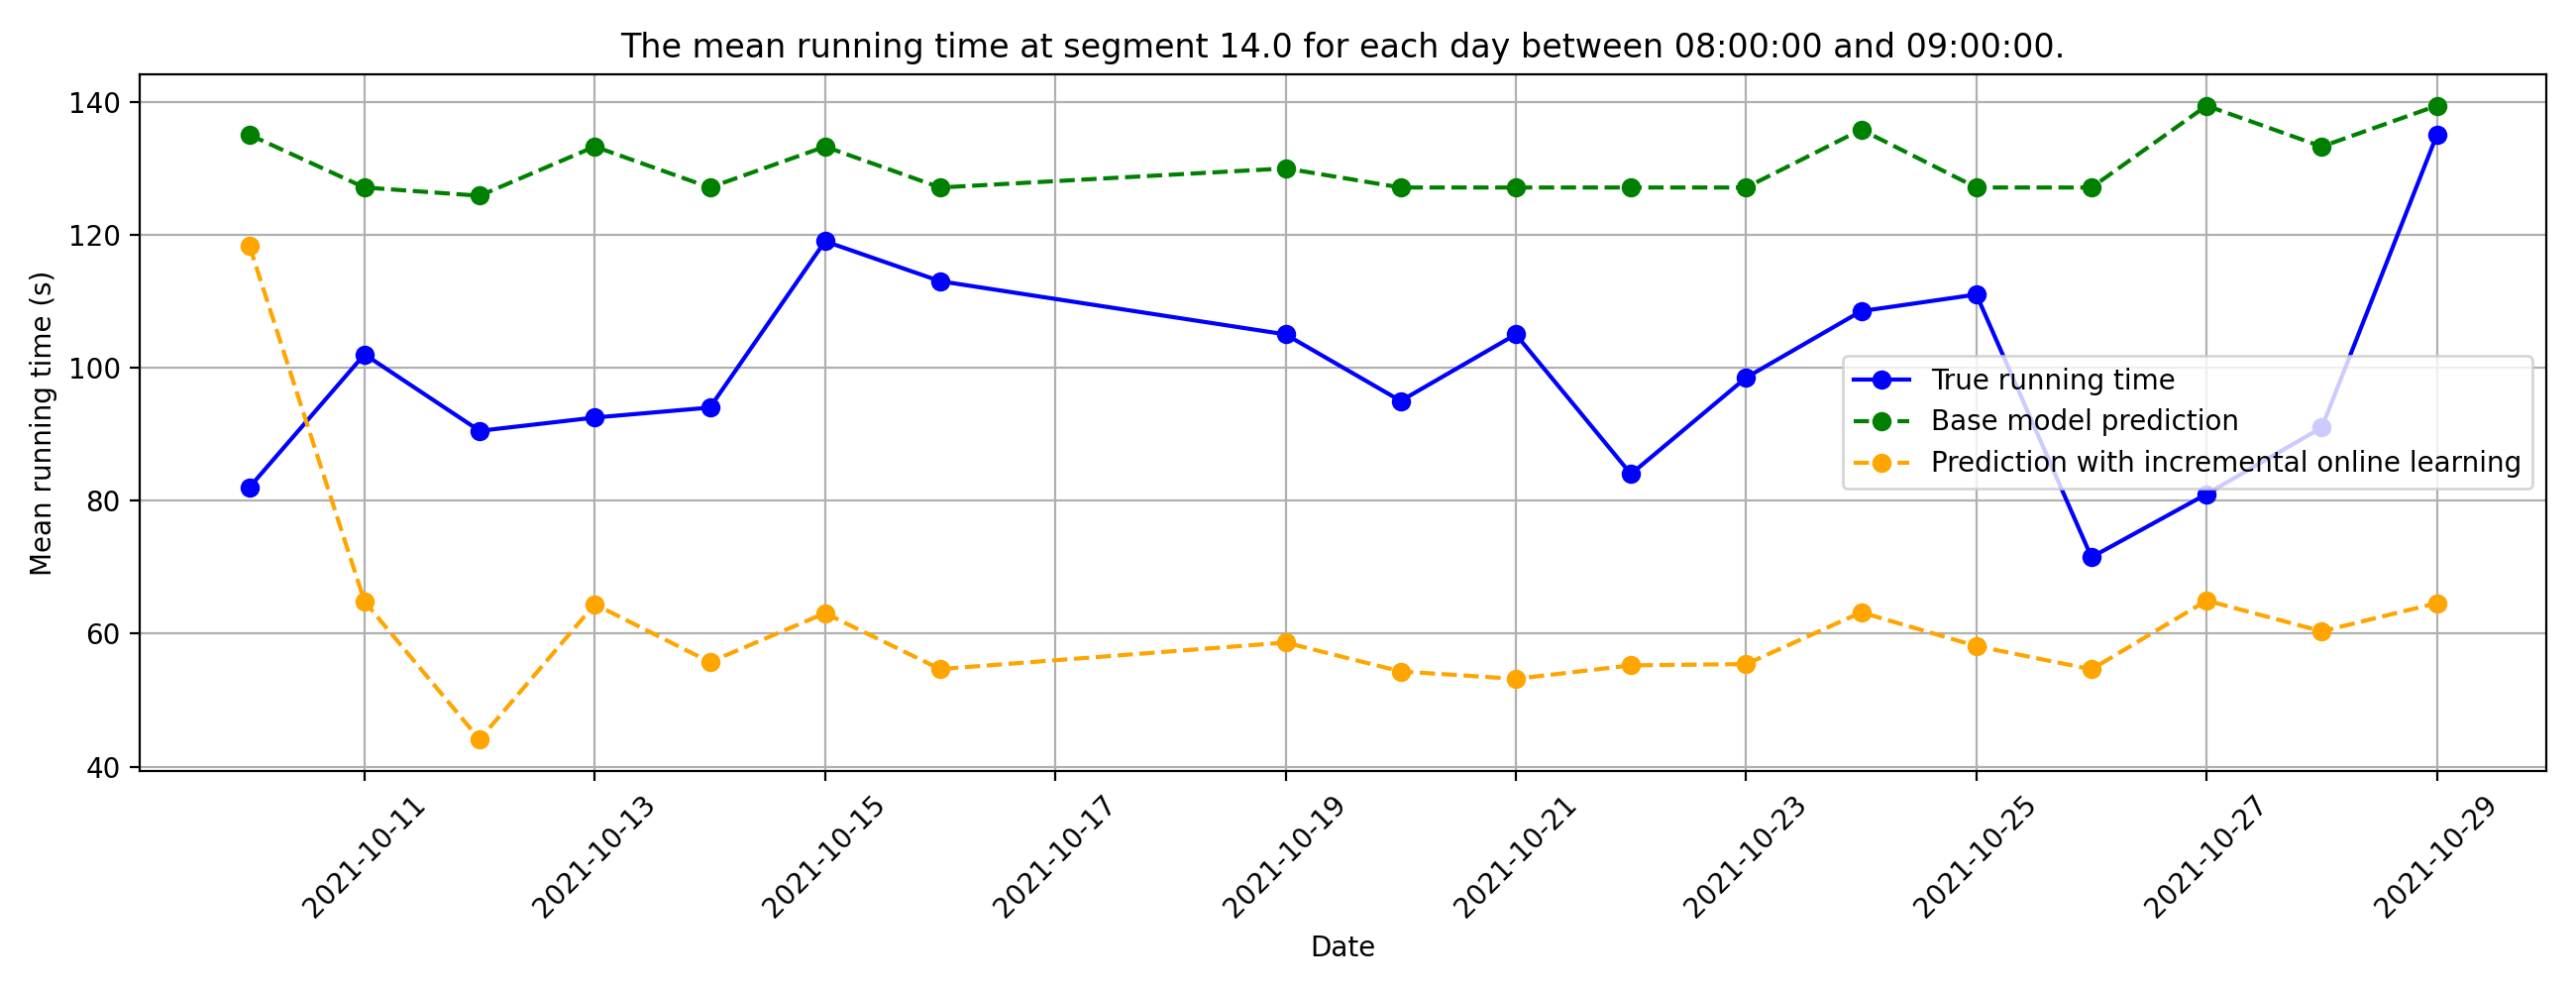 The mean running time at segment 14.0 for each day between 08:00:00 and 09:00:00.
Mean running time (s)
140
120
100
80
60
40
True running time
Base model prediction
Prediction with incremental online learning
2021-10-11
2021-10-13
2021-10-15
2021-10-17
2021-10-19
2021-10-21
2021-10-23
2021-10-25
2021-10-27
2021-10-29
Date